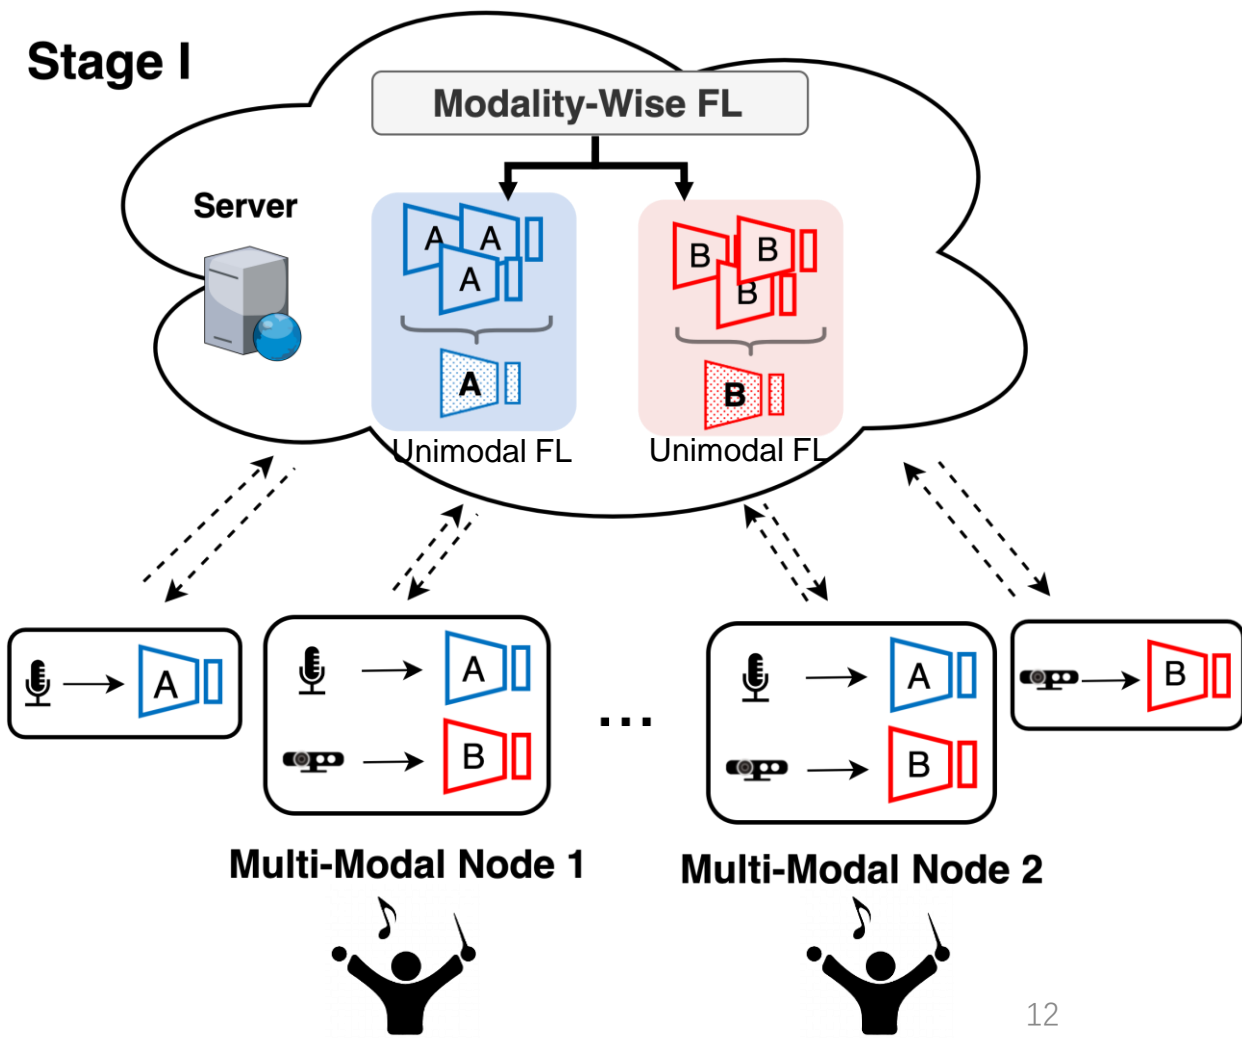 Stage I
Modality-Wise FL
Server
A
A
A
B
B
B
A
B
Unimodal FL
Unimodal FL
A
A
B
...
A
B
B
Multi-Modal Node 1
Multi-Modal Node 2
12